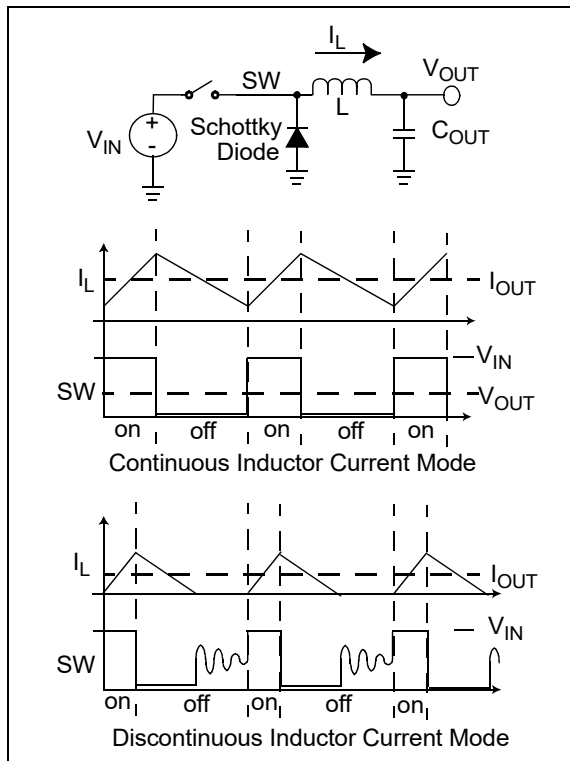 I_L
V_OUT
SW
L
Schottky
Diode
C_OUT
V_IN
+
-
I_L
I_OUT
V_IN
SW
V_OUT
on off on off on
Continuous Inductor Current Mode
I_L
I_OUT
V_IN
SW
on off on off on
Discontinuous Inductor Current Mode